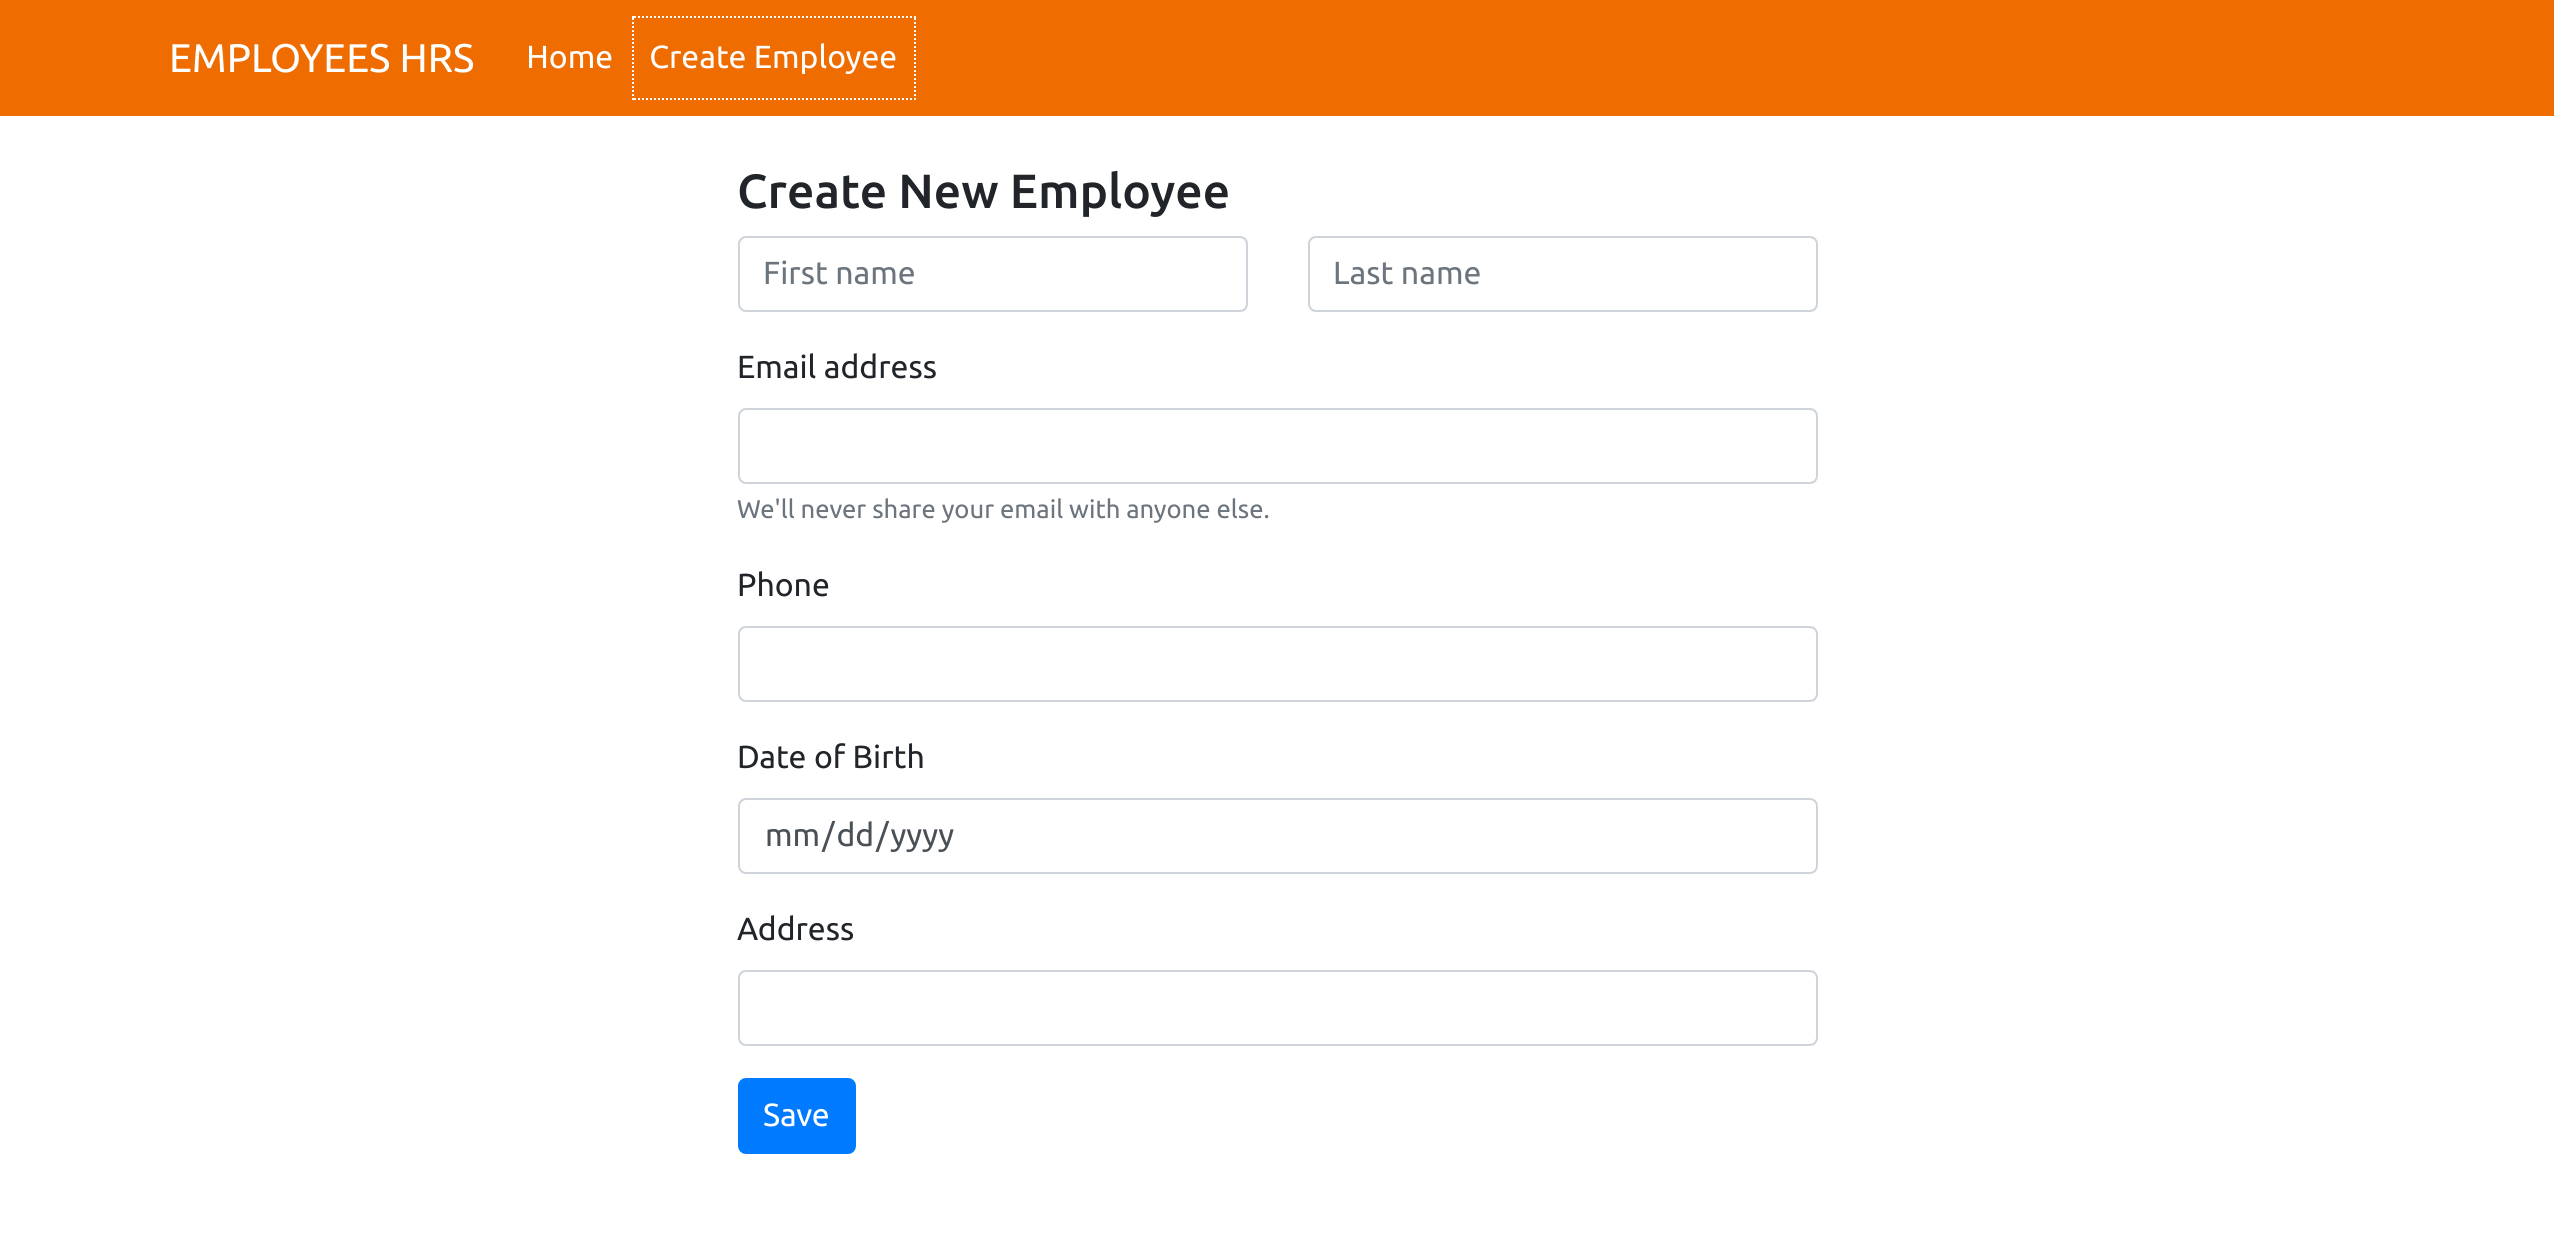 EMPLOYEES HRS Home Create Employee
Create New Employee
First name Last name
Email address
We'll never share your email with anyone else.
Phone
Date of Birth
mm/dd/yyyy
Address
Save